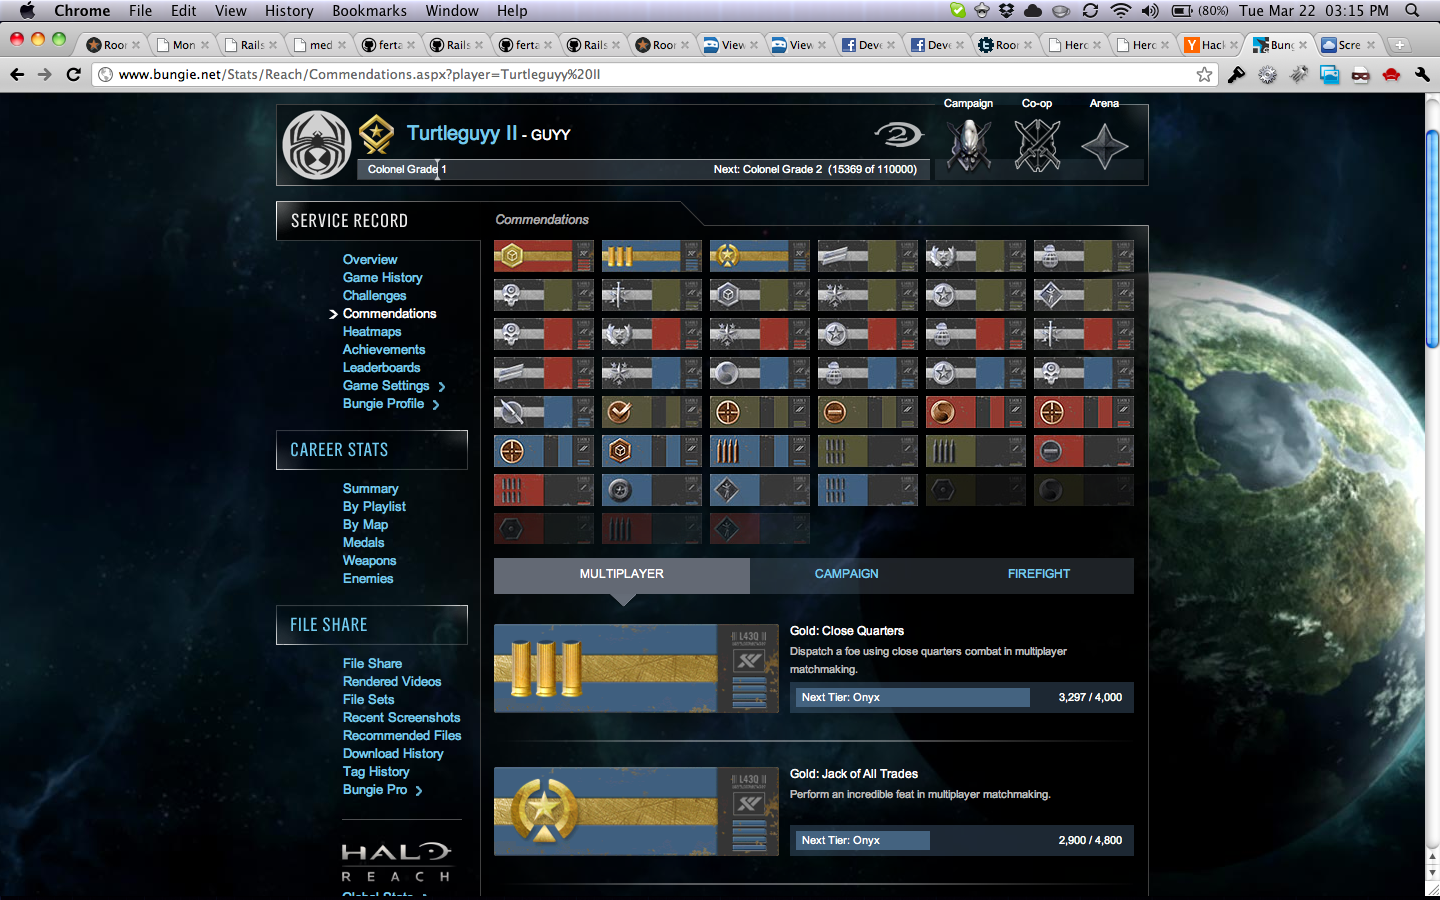 Chrome File Edit View History Bookmarks Window Help (80%) Tue Mar 22 03:15 PM
Roor Mon Rails med ferta Rails ferta Rails Roor View View Deve Deve Roor Hero Hero Hack Bung Scre
www.bungie.net/Stats/Reach/Commendations.aspx?player=Turtleguyy%20II
Turtleguyy II - GUYY
2
Campaign Co-op Arena
Colonel Grade 1 Next: Colonel Grade 2 (15369 of 110000)
SERVICE RECORD
Overview
Game History
Challenges
Commendations
Heatmaps
Achievements
Leaderboards
Game Settings
Bungie Profile
CAREER STATS
Summary
By Playlist
By Map
Medals
Weapons
Enemies
FILE SHARE
File Share
Rendered Videos
File Sets
Recent Screenshots
Recommended Files
Download History
Tag History
Bungie Pro
HALO
REACH
Global Stats
Commendations
MULTIPLAYER CAMPAIGN FIREFIGHT
L43Q
Gold: Close Quarters
Dispatch a foe using close quarters combat in multiplayer
matchmaking.
Next Tier: Onyx 3,297 / 4,000
L43Q
Gold: Jack of All Trades
Perform an incredible feat in multiplayer matchmaking.
Next Tier: Onyx 2,900 / 4,800